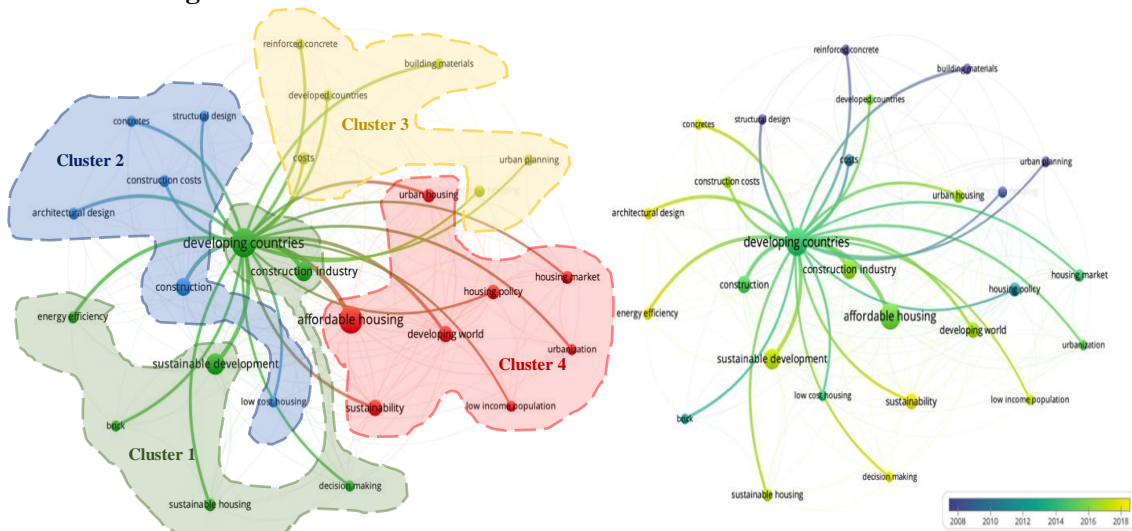 reinforced concrete
building materials
developed countries
concretes
structural design
Cluster 3
Cluster 2
costs
urban planning
construction costs
urban housing
architectural design
developing countries
construction industry
housing market
construction
housing policy
energy efficiency
affordable housing
developing world
urbanization
sustainable development
Cluster 4
low cost housing
sustainability
low income population
brick
Cluster 1
decision making
sustainable housing
reinforced concrete
building materials
developed countries
structural design
concretes
costs
urban planning
construction costs
urban housing
architectural design
developing countries
construction industry
housing market
construction
housing policy
energy efficiency
affordable housing
developing world
urbanization
sustainable development
low cost housing
sustainability
low income population
brick
decision making
sustainable housing
2008 2010 2012 2014 2016 2018